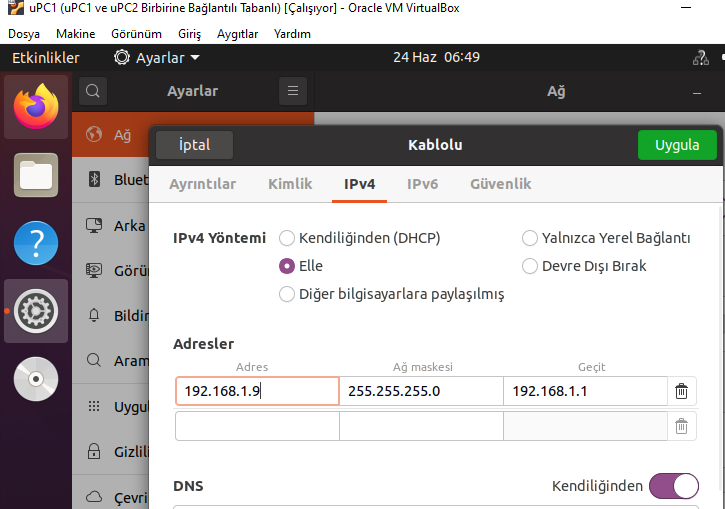 uPC1 (uPC1 ve uPC2 Birbirine Bağlantılı Tabanlı) [Çalışıyor] - Oracle VM VirtualBox
Dosya Makine Görünüm Giriş Aygıtlar Yardım
Etkinlikler Ayarlar 24 Haz 06:49
Ayarlar Ağ
Ağ
İptal Kablolu Uygula
Bluet
Ayrıntılar Kimlik IPv4 IPv6 Güvenlik
Arka
IPv4 Yöntemi Kendiliğinden (DHCP) Yalnızca Yerel Bağlantı
Elle Devre Dışı Bırak
Görün
Diğer bilgisayarlara paylaşılmış
Bildir
Adresler
Aram
Adres Ağ maskesi Geçit
192.168.1.9 255.255.255.0 192.168.1.1
Uygul
Gizlili
DNS Kendiliğinden
Çevri